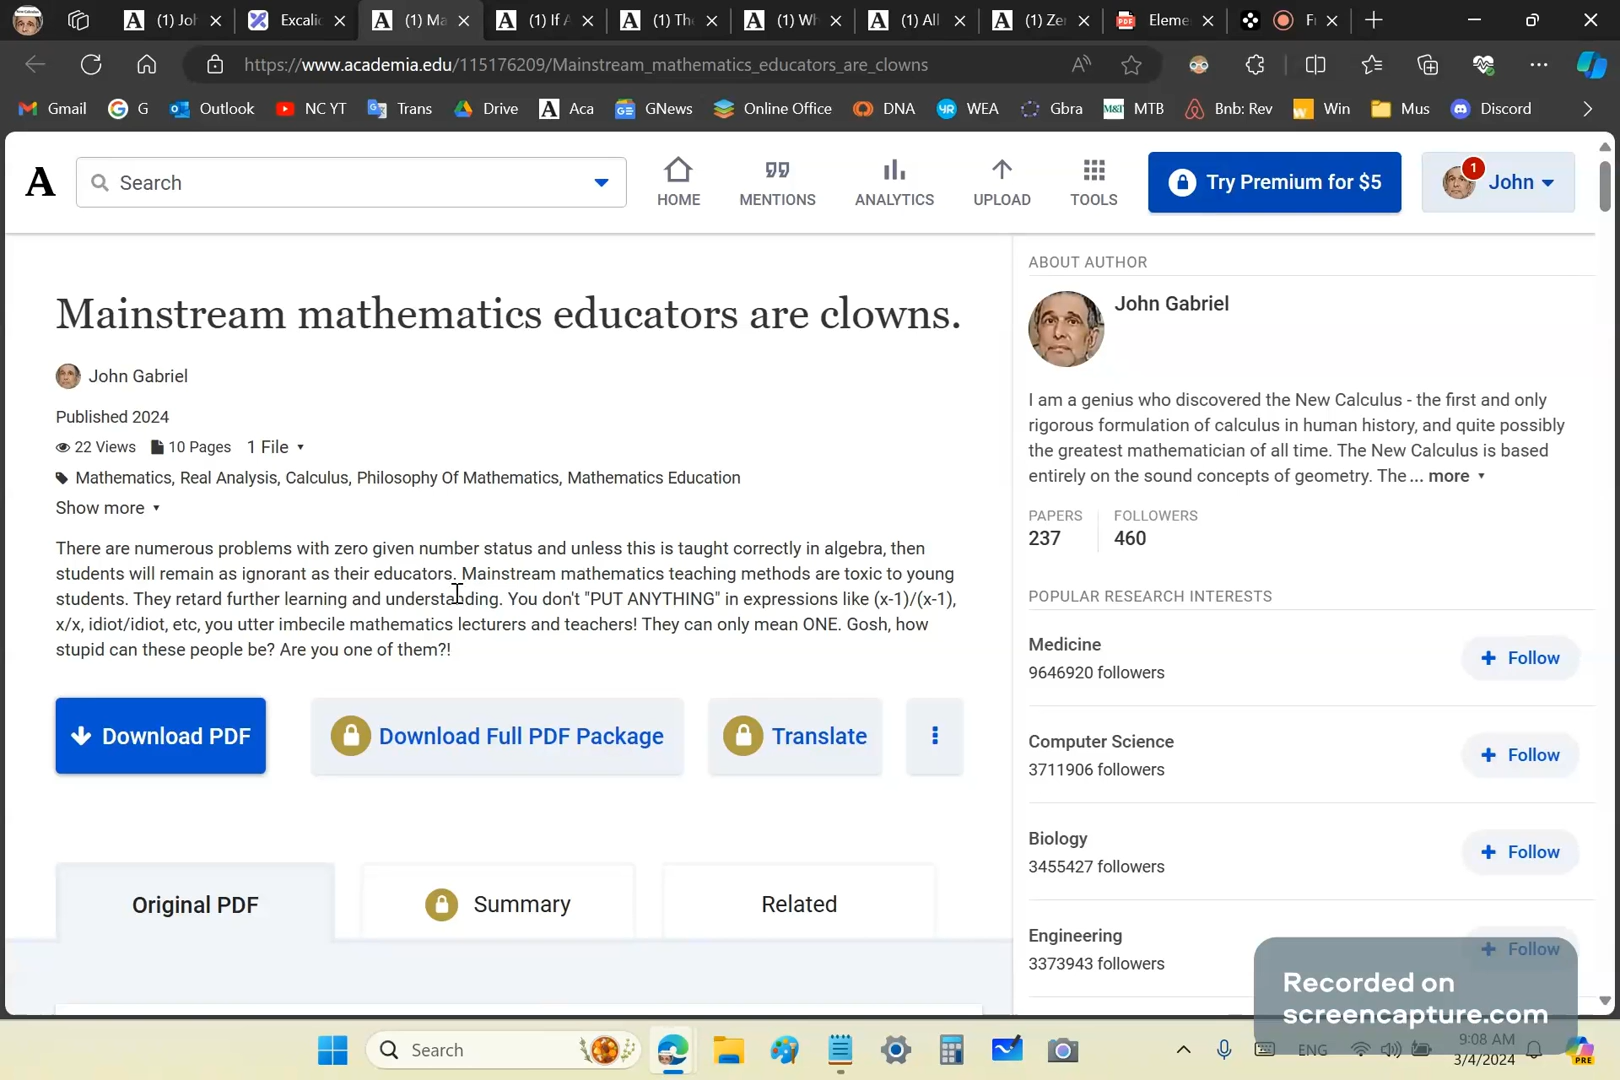 (1) Jo
Excali
(1) Ma
(1) If
(1) The
(1) Wh
(1) All
(1) Ze
Eleme
https://www.academia.edu/115176209/Mainstream_mathematics_educators_are_clowns
Gmail G Outlook NC YT Trans Drive Aca GNews Online Office DNA WEA Gbra MTB Bnb: Rev Win Mus Discord
A Search HOME MENTIONS ANALYTICS UPLOAD TOOLS Try Premium for $5 1 John
Mainstream mathematics educators are clowns.
John Gabriel
Published 2024
22 Views 10 Pages 1 File
Mathematics, Real Analysis, Calculus, Philosophy Of Mathematics, Mathematics Education
Show more
There are numerous problems with zero given number status and unless this is taught correctly in algebra, then
students will remain as ignorant as their educators. Mainstream mathematics teaching methods are toxic to young
students. They retard further learning and understanding. You don't "PUT ANYTHING" in expressions like (x-1)/(x-1),
x/x, idiot/idiot, etc, you utter imbecile mathematics lecturers and teachers! They can only mean ONE. Gosh, how
stupid can these people be? Are you one of them?!
Download PDF Download Full PDF Package Translate
Original PDF Summary Related
ABOUT AUTHOR
John Gabriel
I am a genius who discovered the New Calculus - the first and only
rigorous formulation of calculus in human history, and quite possibly
the greatest mathematician of all time. The New Calculus is based
entirely on the sound concepts of geometry. The ... more
PAPERS FOLLOWERS
237 460
POPULAR RESEARCH INTERESTS
Medicine
9646920 followers
Follow
Computer Science
3711906 followers
Follow
Biology
3455427 followers
Follow
Engineering
3373943 followers
Follow
Recorded on
screencapture.com
Search
ENG
9:08 AM
3/4/2024
PRE